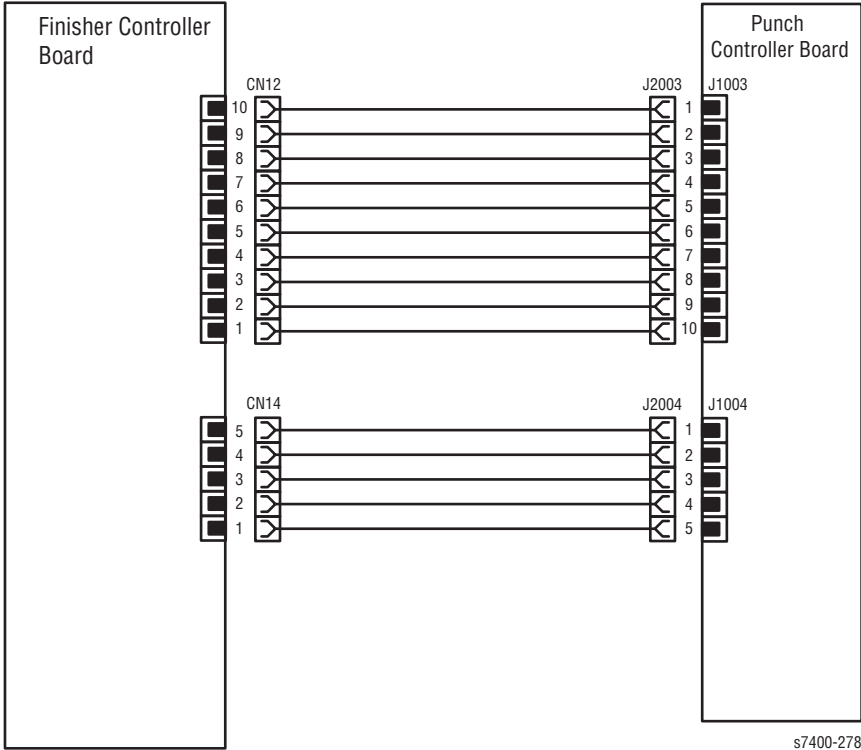 Finisher Controller
Board
Punch
Controller Board
CN12 J2003 J1003
10 1
9 2
8 3
7 4
6 5
5 6
4 7
3 8
2 9
1 10
CN14 J2004 J1004
5 1
4 2
3 3
2 4
1 5
s7400-278